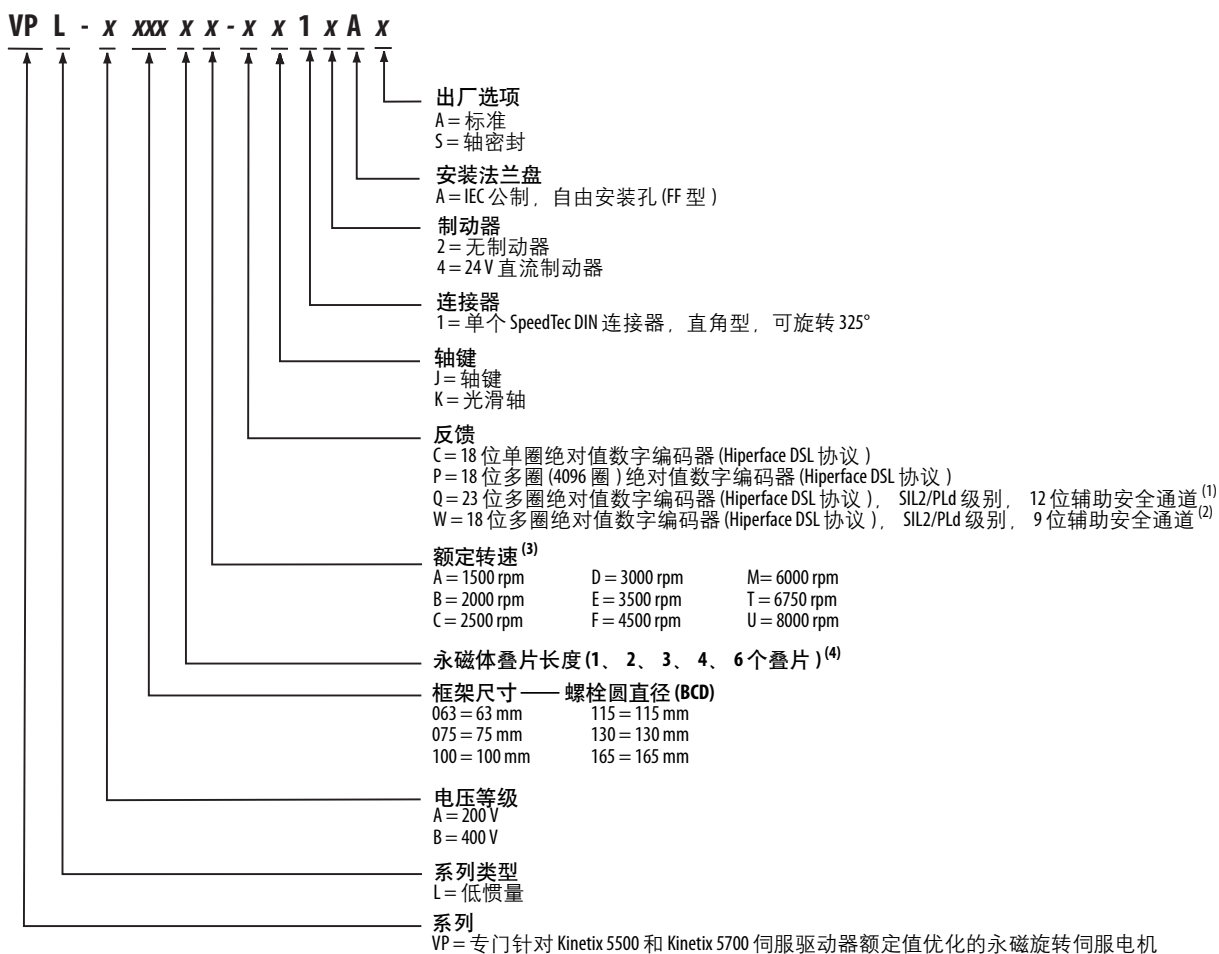 VP L - x xxx x x - x x 1 x A x
出厂选项
A = 标准
S = 轴密封
安装法兰盘
A = IEC 公制，自由安装孔 (FF 型 )
制动器
2 = 无制动器
4 = 24 V 直流制动器
连接器
1 = 单个 SpeedTec DIN 连接器，直角型，可旋转 325°
轴键
J = 轴键
K = 光滑轴
反馈
C = 18 位单圈绝对值数字编码器 (Hiperface DSL 协议 )
P = 18 位多圈 (4096 圈 ) 绝对值数字编码器 (Hiperface DSL 协议 )
Q = 23 位多圈绝对值数字编码器 (Hiperface DSL 协议 )， SIL2/PLd 级别， 12 位辅助安全通道 (1)
W = 18 位多圈绝对值数字编码器 (Hiperface DSL 协议 )， SIL2/PLd 级别， 9 位辅助安全通道 (2)
额定转速 (3)
A = 1500 rpm D = 3000 rpm M= 6000 rpm
B = 2000 rpm E = 3500 rpm T = 6750 rpm
C = 2500 rpm F = 4500 rpm U = 8000 rpm
永磁体叠片长度 (1、 2、 3、 4、 6 个叠片 ) (4)
框架尺寸 —— 螺栓圆直径 (BCD)
063 = 63 mm 115 = 115 mm
075 = 75 mm 130 = 130 mm
100 = 100 mm 165 = 165 mm
电压等级
A = 200 V
B = 400 V
系列类型
L = 低惯量
系列
VP = 专门针对 Kinetix 5500 和 Kinetix 5700 伺服驱动器额定值优化的永磁旋转伺服电机